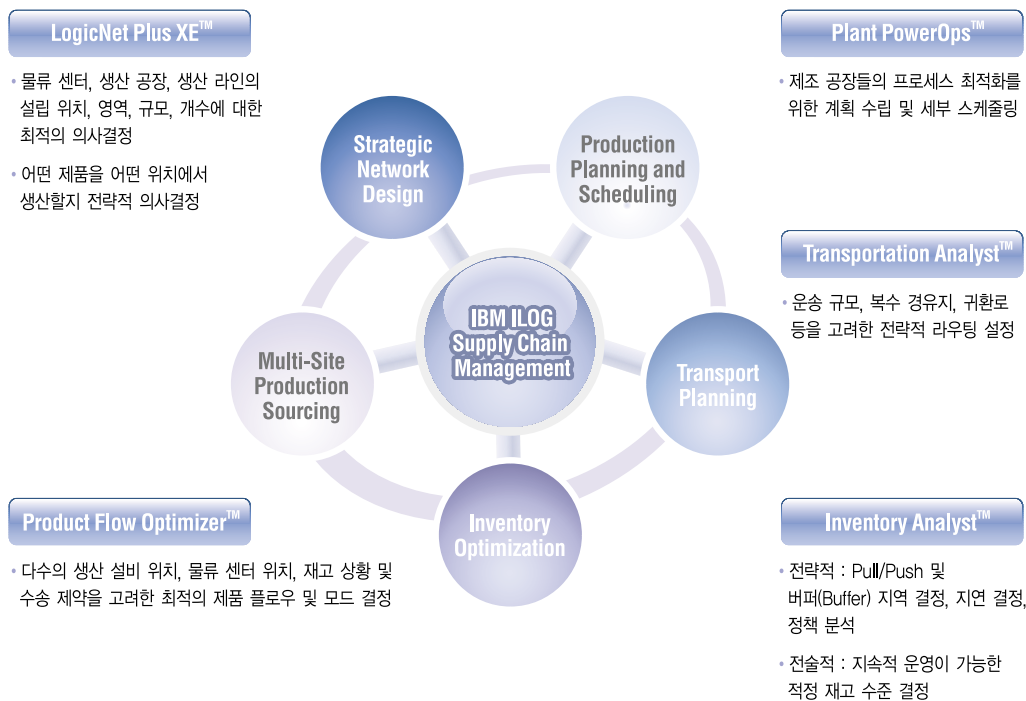 LogicNet Plus XE™
• 물류 센터, 생산 공장, 생산 라인의
설립 위치, 영역, 규모, 개수에 대한
최적의 의사결정
• 어떤 제품을 어떤 위치에서
생산할지 전략적 의사결정
Plant PowerOps™
• 제조 공장들의 프로세스 최적화를
위한 계획 수립 및 세부 스케줄링
Strategic
Network
Design
Production
Planning and
Scheduling
Transportation Analyst™
• 운송 규모, 복수 경유지, 귀환로
등을 고려한 전략적 라우팅 설정
IBM ILOG
Supply Chain
Management
Multi-Site
Production
Sourcing
Transport
Planning
Inventory
Optimization
Product Flow Optimizer™
• 다수의 생산 설비 위치, 물류 센터 위치, 재고 상황 및
수송 제약을 고려한 최적의 제품 플로우 및 모드 결정
Inventory Analyst™
• 전략적 : Pull/Push 및
버퍼(Buffer) 지역 결정, 지연 결정,
정책 분석
• 전술적 : 지속적 운영이 가능한
적정 재고 수준 결정